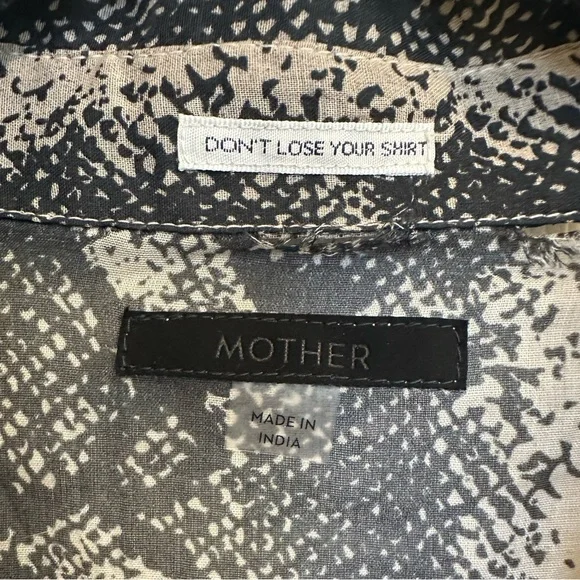 DON'T LOSE YOUR SHIRT
MOTHER
MADE IN
INDIA